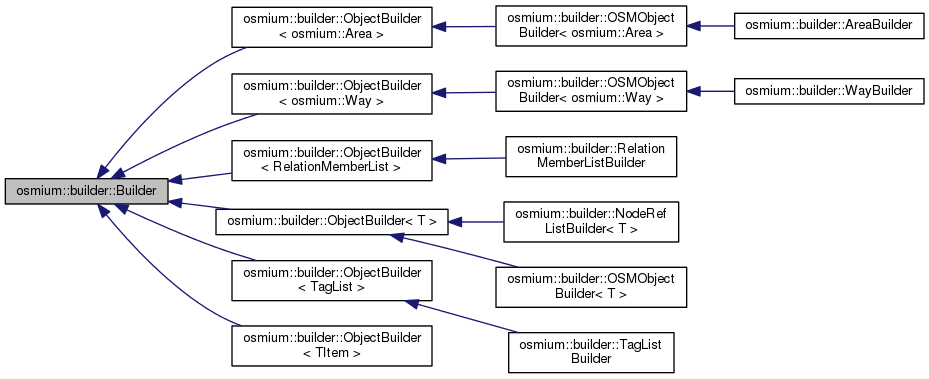 osmium::builder::Builder
osmium::builder::ObjectBuilder
< osmium::Area >
osmium::builder::ObjectBuilder
< osmium::Way >
osmium::builder::ObjectBuilder
< RelationMemberList >
osmium::builder::ObjectBuilder< T >
osmium::builder::ObjectBuilder
< TagList >
osmium::builder::ObjectBuilder
< TItem >
osmium::builder::OSMObject
Builder< osmium::Area >
osmium::builder::OSMObject
Builder< osmium::Way >
osmium::builder::Relation
MemberListBuilder
osmium::builder::NodeRef
ListBuilder< T >
osmium::builder::OSMObject
Builder< T >
osmium::builder::TagList
Builder
osmium::builder::AreaBuilder
osmium::builder::WayBuilder